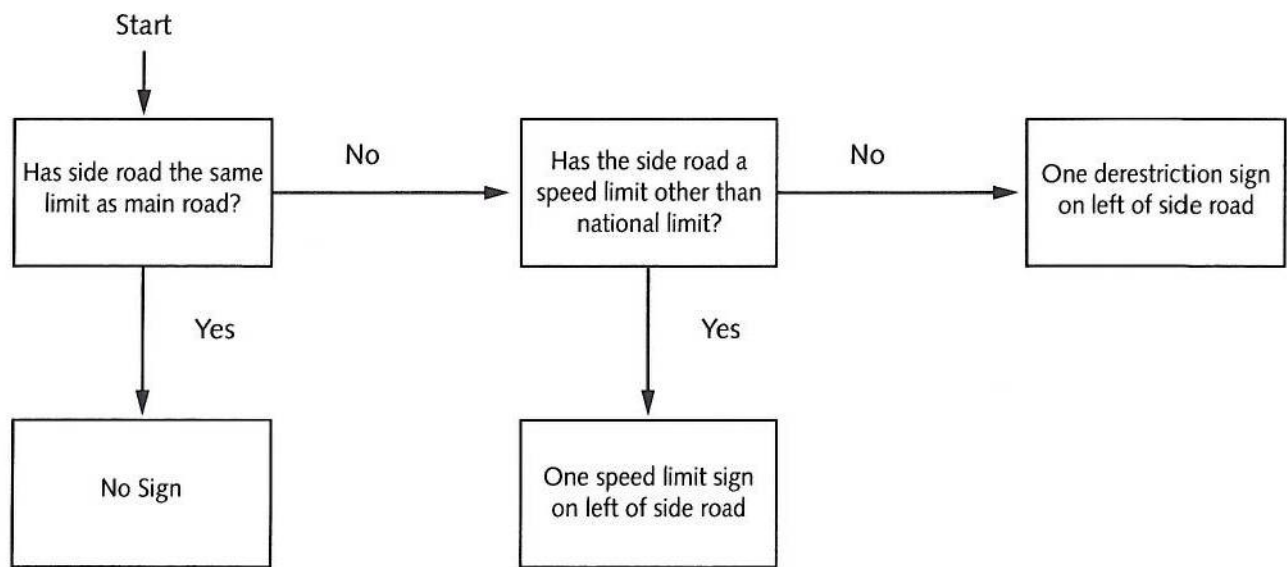 Start
Has side road the same
limit as main road?
No
Has the side road a
speed limit other than
national limit?
No
One derestriction sign
on left of side road
Yes
Yes
No Sign
One speed limit sign
on left of side road